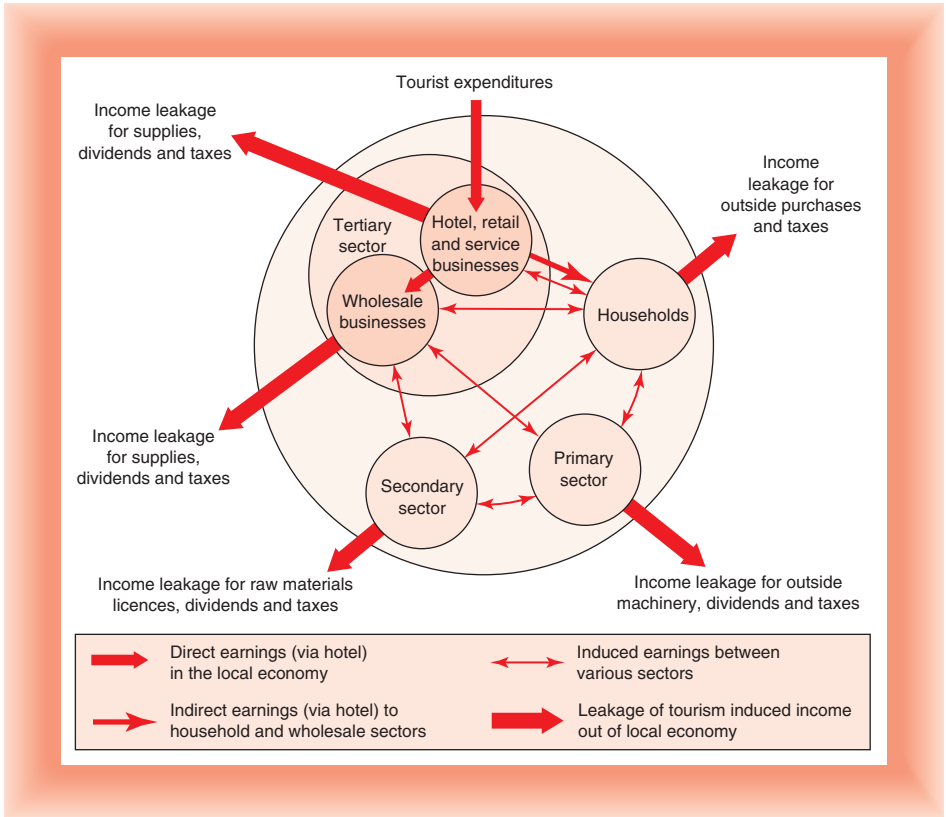 Tourist expenditures
Income leakage
for supplies,
dividends and taxes
Income
leakage for
outside purchases
and taxes
Tertiary
sector
Hotel, retail
and service
businesses
Wholesale
businesses
Households
Income leakage
for supplies,
dividends and taxes
Secondary
sector
Primary
sector
Income leakage for raw materials
licences, dividends and taxes
Income leakage for outside
machinery, dividends and taxes
Direct earnings (via hotel)
in the local economy
Induced earnings between
various sectors
Indirect earnings (via hotel) to
household and wholesale sectors
Leakage of tourism induced income
out of local economy